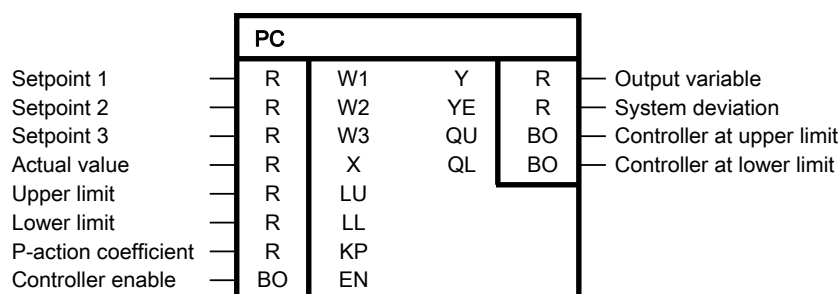 PC
Setpoint 1 R W1 Y R Output variable
Setpoint 2 R W2 YE R System deviation
Setpoint 3 R W3 QU BO Controller at upper limit
Actual value R X QL BO Controller at lower limit
Upper limit R LU
Lower limit R LL
P-action coefficient R KP
Controller enable BO EN